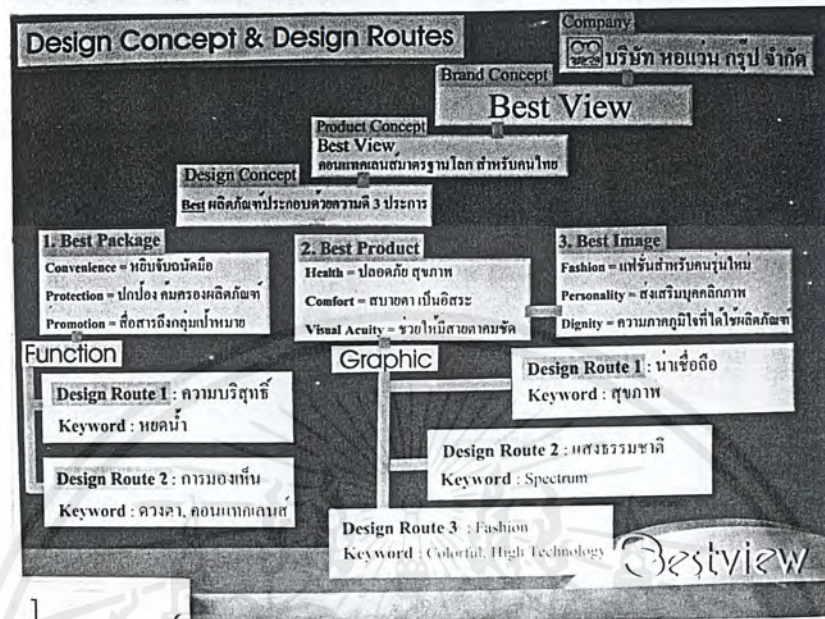 Design Concept & Design Routes
Company
บริษัท หอแว่น กรุ๊ป จำกัด
Brand Concept
Best View
Product Concept
Best View
คอนแทคเลนส์มาตรฐานโลก สำหรับคนไทย
Design Concept
Best ผลิตภัณฑ์ประกอบด้วยความดี 3 ประการ
1. Best Package
Convenience = หยิบจับถนัดมือ
Protection = ปกป้อง คุ้มครองผลิตภัณฑ์
Promotion = สื่อสารถึงกลุ่มเป้าหมาย
2. Best Product
Health = ปลอดภัย สุขภาพ
Comfort = สบายตา เป็นอิสระ
Visual Acuity = ช่วยให้มีสายตาคมชัด
3. Best Image
Fashion = แฟชั่นสำหรับคนรุ่นใหม่
Personality = ส่งเสริมบุคคลิกภาพ
Dignity = ความภาคภูมิใจที่ได้ใช้ผลิตภัณฑ์
Function
Design Route 1 : ความบริสุทธิ์
Keyword : หยดน้ำ
Design Route 2 : การมองเห็น
Keyword : ดวงตา, คอนแทกเลนส์
Graphic
Design Route 1 : น่าเชื่อถือ
Keyword : สุขภาพ
Design Route 2 : แสงธรรมชาติ
Keyword : Spectrum
Design Route 3 : Fashion
Keyword : Colorful, High Technology
Bestview